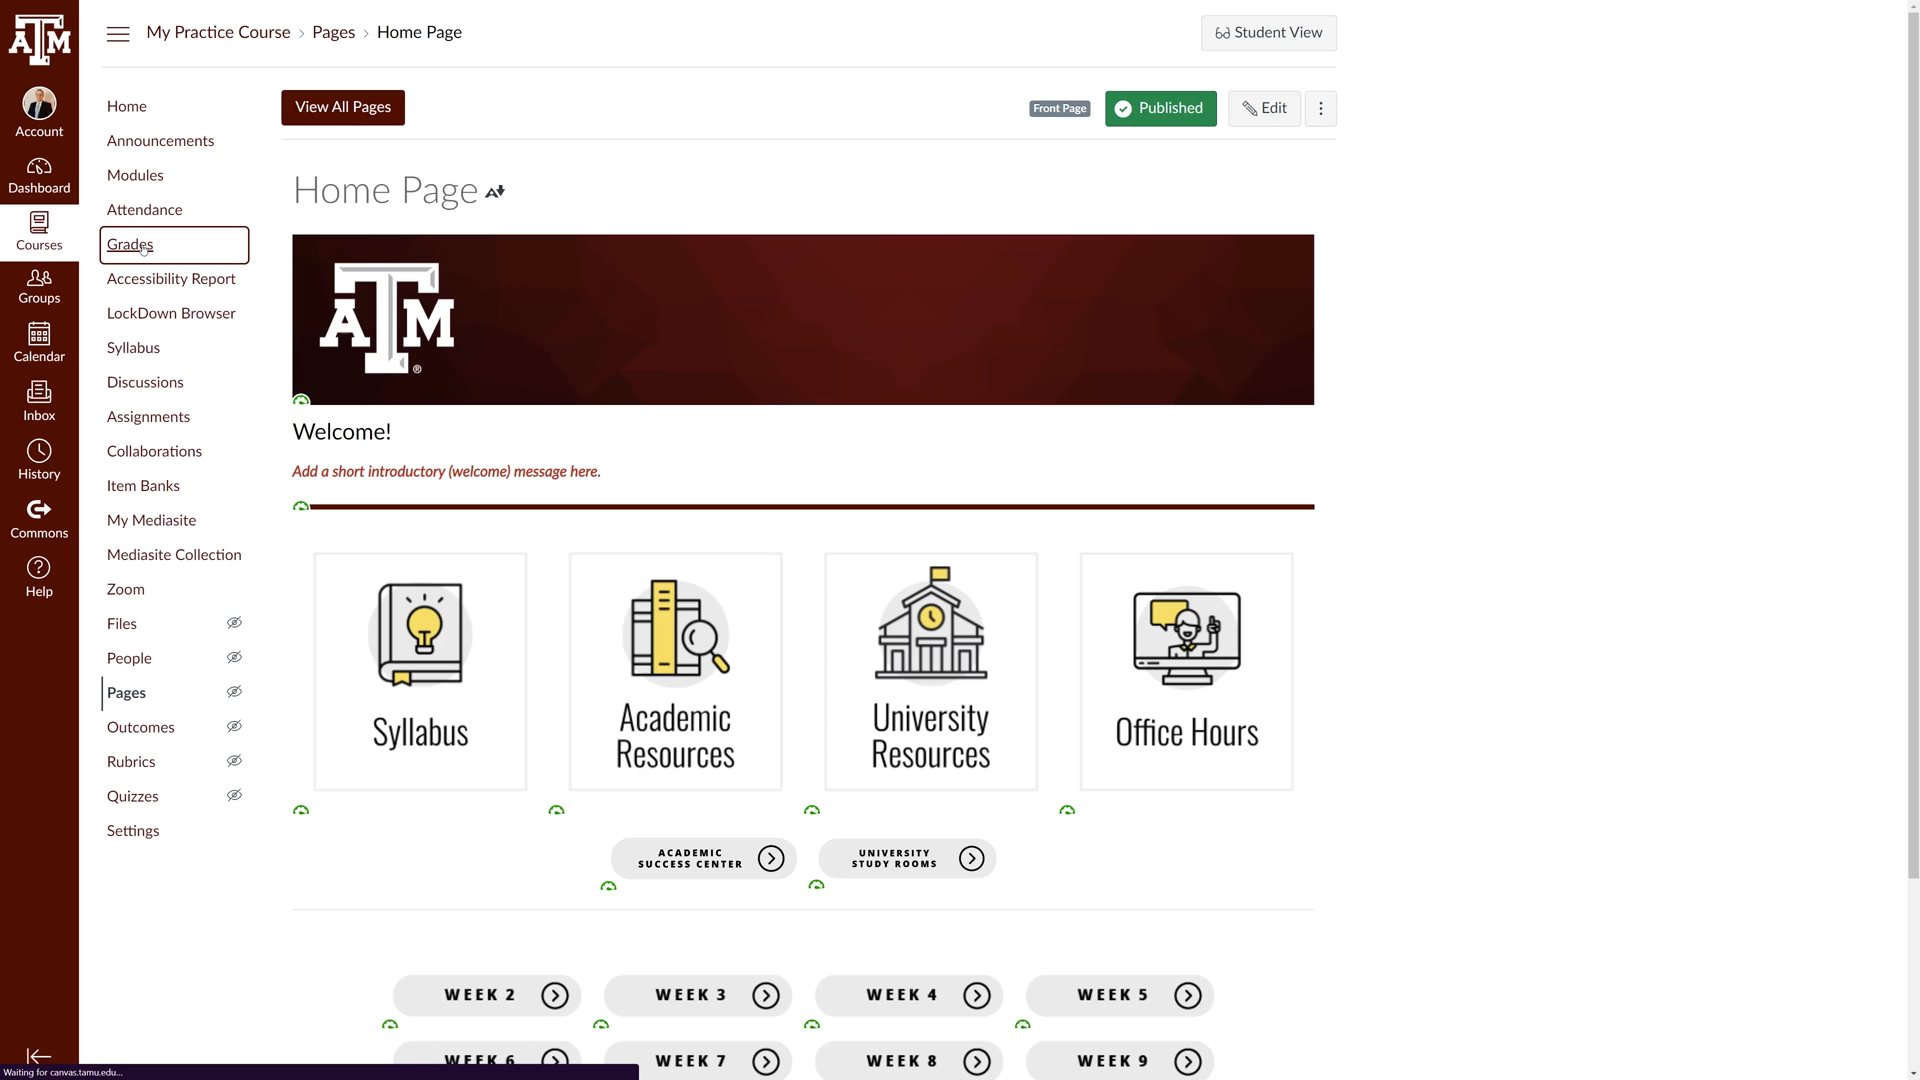 My Practice Course > Pages > Home Page
Student View
Account
Dashboard
Courses
Groups
Calendar
Inbox
History
Commons
Help
Home
Announcements
Modules
Attendance
Grades
Accessibility Report
LockDown Browser
Syllabus
Discussions
Assignments
Collaborations
Item Banks
My Mediasite
Mediasite Collection
Zoom
Files
People
Pages
Outcomes
Rubrics
Quizzes
Settings
View All Pages
Front Page
Published
Edit
Home Page
ATM
ATM®
Welcome!
Add a short introductory (welcome) message here.
Syllabus
Academic
Resources
University
Resources
Office Hours
ACADEMIC
SUCCESS CENTER
UNIVERSITY
STUDY ROOMS
WEEK 2
WEEK 3
WEEK 4
WEEK 5
WEEK 6
WEEK 7
WEEK 8
WEEK 9
Waiting for canvas.tamu.edu...